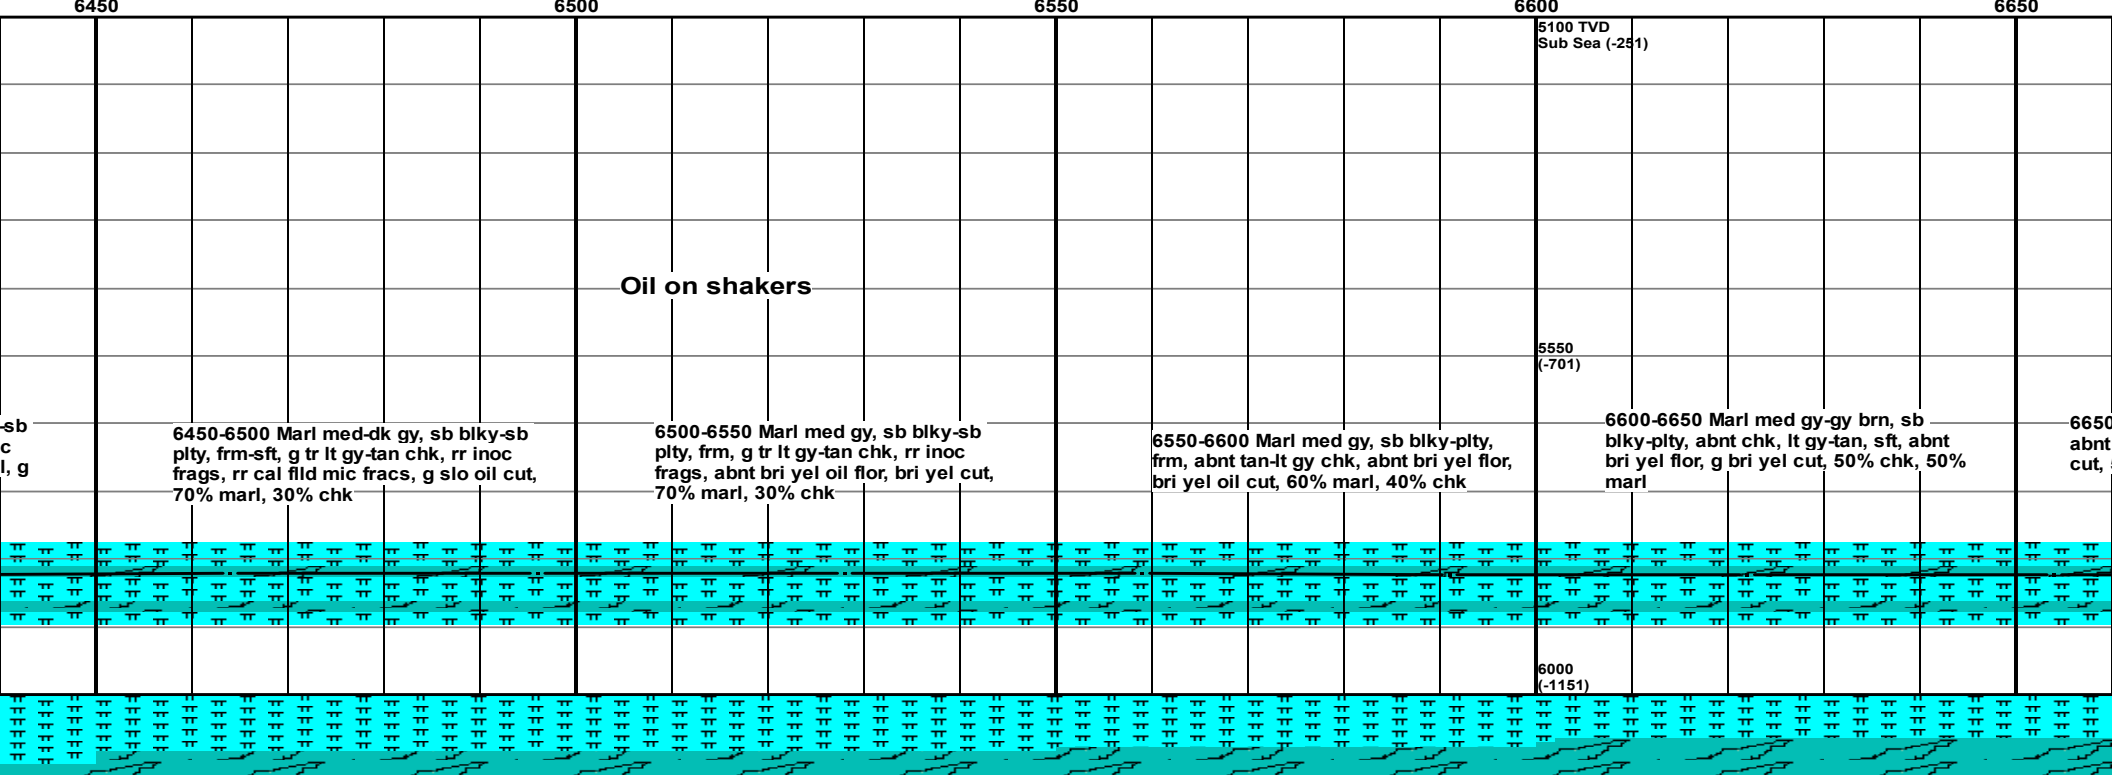 6450 6500 6550 6600 6650
5100 TVD
Sub Sea (-251)
Oil on shakers
5550
(-701)
-sb
c
l, g
6450-6500 Marl med-dk gy, sb blky-sb
plty, frm-sft, g tr lt gy-tan chk, rr inoc
frags, rr cal flld mic fracs, g slo oil cut,
70% marl, 30% chk
6500-6550 Marl med gy, sb blky-sb
plty, frm, g tr lt gy-tan chk, rr inoc
frags, abnt bri yel oil flor, bri yel cut,
70% marl, 30% chk
6550-6600 Marl med gy, sb blky-plty,
frm, abnt tan-lt gy chk, abnt bri yel flor,
bri yel oil cut, 60% marl, 40% chk
6600-6650 Marl med gy-gy brn, sb
blky-plty, abnt chk, lt gy-tan, sft, abnt
bri yel flor, g bri yel cut, 50% chk, 50%
marl
6650
abnt
cut,
6000
(-1151)